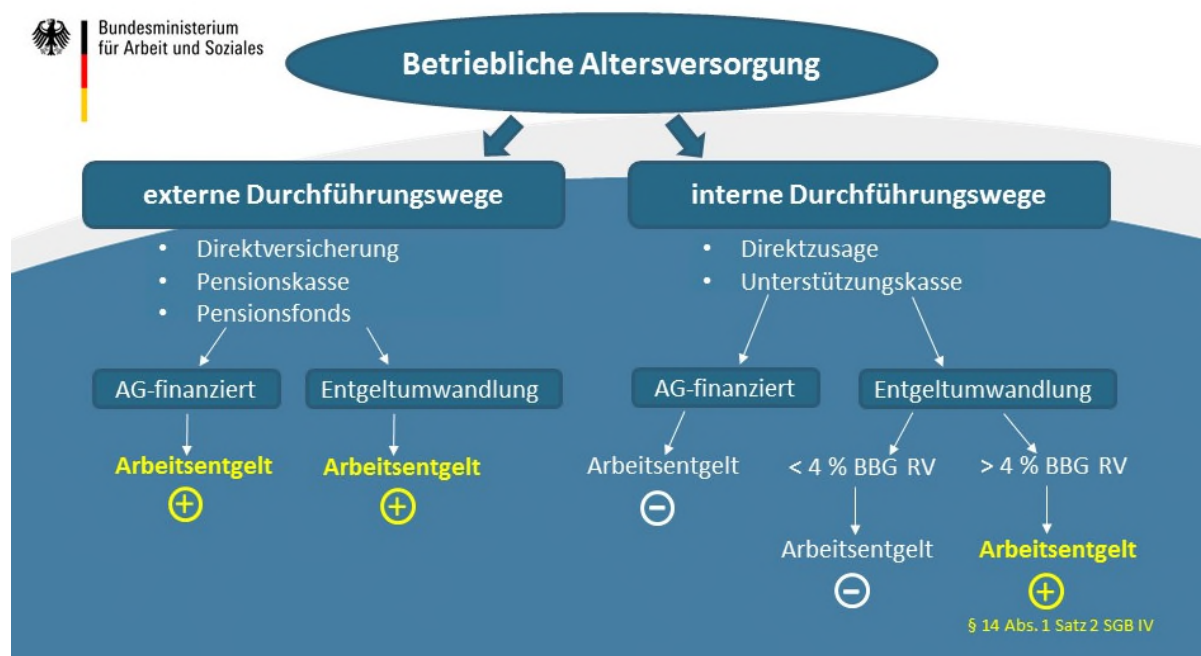 Bundesministerium
für Arbeit und Soziales
Betriebliche Altersversorgung
externe Durchführungswege
• Direktversicherung
• Pensionskasse
• Pensionsfonds
AG-finanziert
Entgeltumwandlung
Arbeitsentgelt
+
Arbeitsentgelt
+
interne Durchführungswege
• Direktzusage
• Unterstützungskasse
AG-finanziert
Entgeltumwandlung
Arbeitsentgelt
−
< 4 % BBG RV
> 4 % BBG RV
Arbeitsentgelt
−
Arbeitsentgelt
+
§ 14 Abs. 1 Satz 2 SGB IV